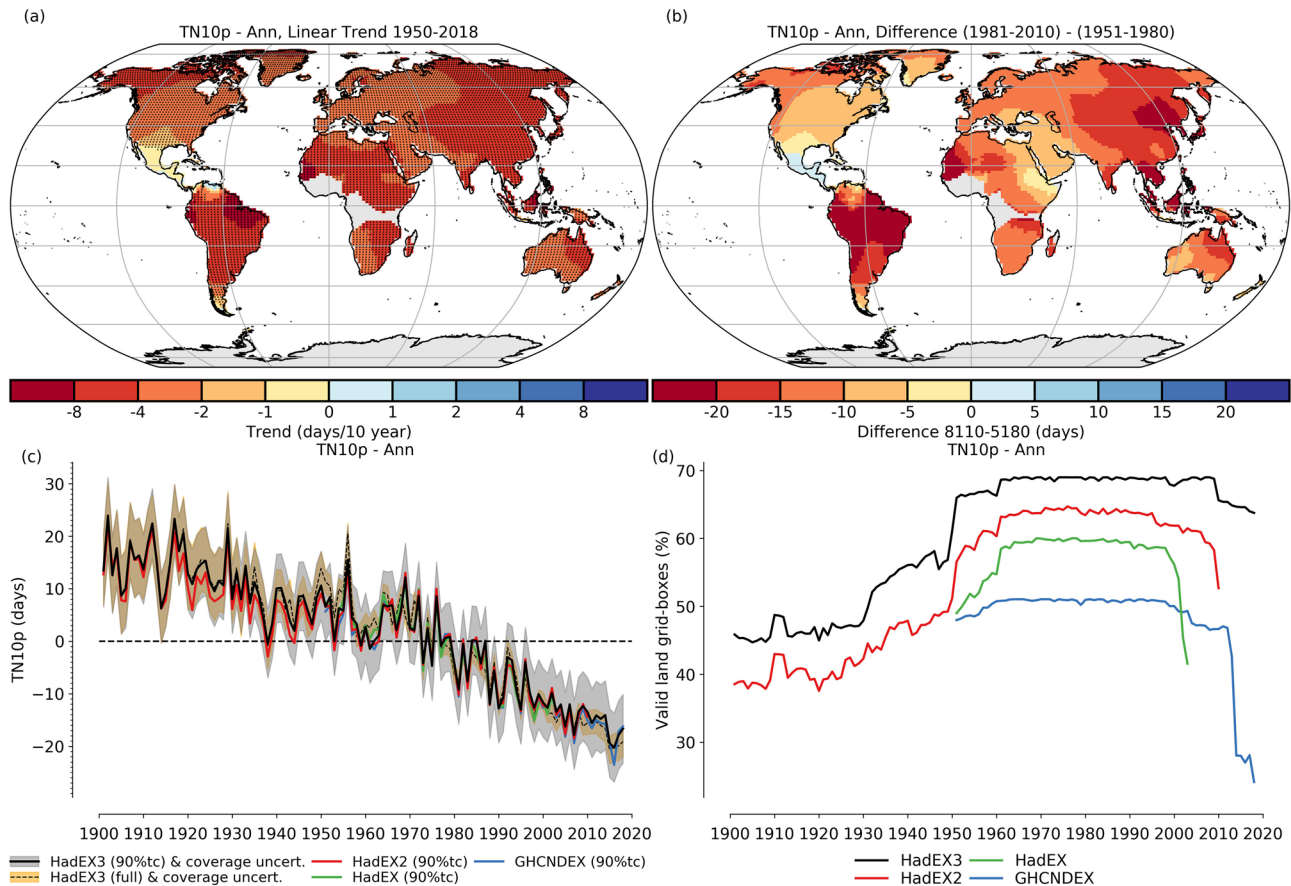 (a)
TN10p - Ann, Linear Trend 1950-2018
-8 -4 -2 -1 0 1 2 4 8
Trend (days/10 year)
(b)
TN10p - Ann, Difference (1981-2010) - (1951-1980)
-20 -15 -10 -5 0 5 10 15 20
Difference 8110-5180 (days)
(c)
TN10p - Ann
TN10p (days)
30
20
10
0
−10
−20
1900 1910 1920 1930 1940 1950 1960 1970 1980 1990 2000 2010 2020
HadEX3 (90%tc) & coverage uncert.
HadEX3 (full) & coverage uncert.
HadEX2 (90%tc)
HadEX (90%tc)
GHCNDEX (90%tc)
(d)
TN10p - Ann
Valid land grid-boxes (%)
70
60
50
40
30
1900 1910 1920 1930 1940 1950 1960 1970 1980 1990 2000 2010 2020
HadEX3
HadEX2
HadEX
GHCNDEX